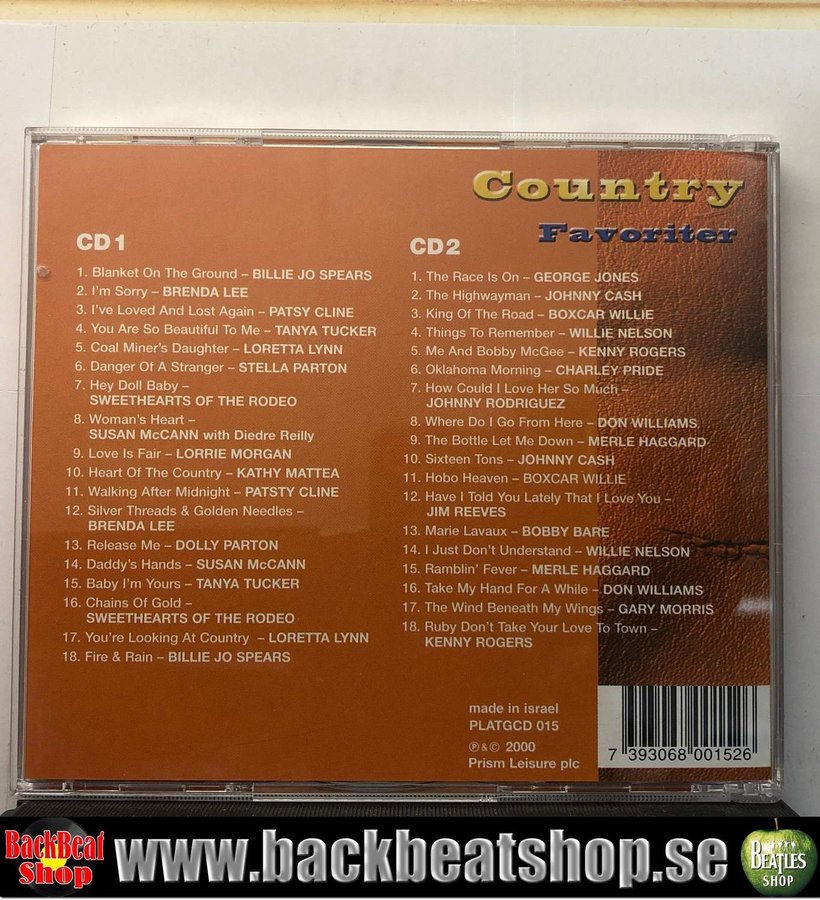 Country
Favoriter
CD1
1. Blanket On The Ground – BILLIE JO SPEARS
2. I'm Sorry – BRENDA LEE
3. I've Loved And Lost Again – PATSY CLINE
4. You Are So Beautiful To Me – TANYA TUCKER
5. Coal Miner's Daughter – LORETTA LYNN
6. Danger Of A Stranger – STELLA PARTON
7. Hey Doll Baby –
SWEETHEARTS OF THE RODEO
8. Woman's Heart –
SUSAN McCANN with Diedre Reilly
9. Love Is Fair – LORRIE MORGAN
10. Heart Of The Country – KATHY MATTEA
11. Walking After Midnight – PATSTY CLINE
12. Silver Threads & Golden Needles –
BRENDA LEE
13. Release Me – DOLLY PARTON
14. Daddy's Hands – SUSAN McCANN
15. Baby I'm Yours – TANYA TUCKER
16. Chains Of Gold –
SWEETHEARTS OF THE RODEO
17. You're Looking At Country – LORETTA LYNN
18. Fire & Rain – BILLIE JO SPEARS
CD2
1. The Race Is On – GEORGE JONES
2. The Highwayman – JOHNNY CASH
3. King Of The Road – BOXCAR WILLIE
4. Things To Remember – WILLIE NELSON
5. Me And Bobby McGee – KENNY ROGERS
6. Oklahoma Morning – CHARLEY PRIDE
7. How Could I Love Her So Much –
JOHNNY RODRIGUEZ
8. Where Do I Go From Here – DON WILLIAMS
9. The Bottle Let Me Down – MERLE HAGGARD
10. Sixteen Tons – JOHNNY CASH
11. Hobo Heaven – BOXCAR WILLIE
12. Have I Told You Lately That I Love You –
JIM REEVES
13. Marie Lavaux – BOBBY BARE
14. I Just Don't Understand – WILLIE NELSON
15. Ramblin' Fever – MERLE HAGGARD
16. Take My Hand For A While – DON WILLIAMS
17. The Wind Beneath My Wings – GARY MORRIS
18. Ruby Don't Take Your Love To Town –
KENNY ROGERS
made in israel
PLATGCD 015
℗ & © 2000
Prism Leisure plc
7 393068 001526
BackBeat
Shop
www.backbeatshop.se
BEATLES
SHOP